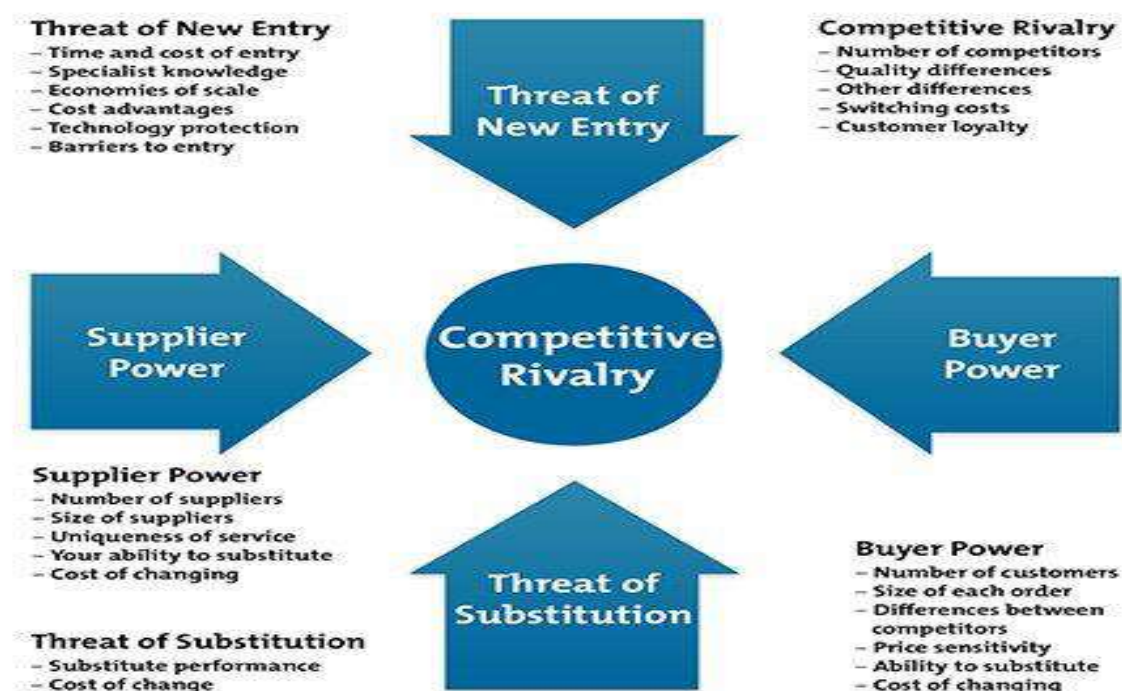 Threat of New Entry
– Time and cost of entry
– Specialist knowledge
– Economies of scale
– Cost advantages
– Technology protection
– Barriers to entry
Threat of
New Entry
Competitive Rivalry
– Number of competitors
– Quality differences
– Other differences
– Switching costs
– Customer loyalty
Supplier
Power
Competitive
Rivalry
Buyer
Power
Supplier Power
– Number of suppliers
– Size of suppliers
– Uniqueness of service
– Your ability to substitute
– Cost of changing
Threat of Substitution
– Substitute performance
– Cost of change
Threat of
Substitution
Buyer Power
– Number of customers
– Size of each order
– Differences between
competitors
– Price sensitivity
– Ability to substitute
– Cost of changing